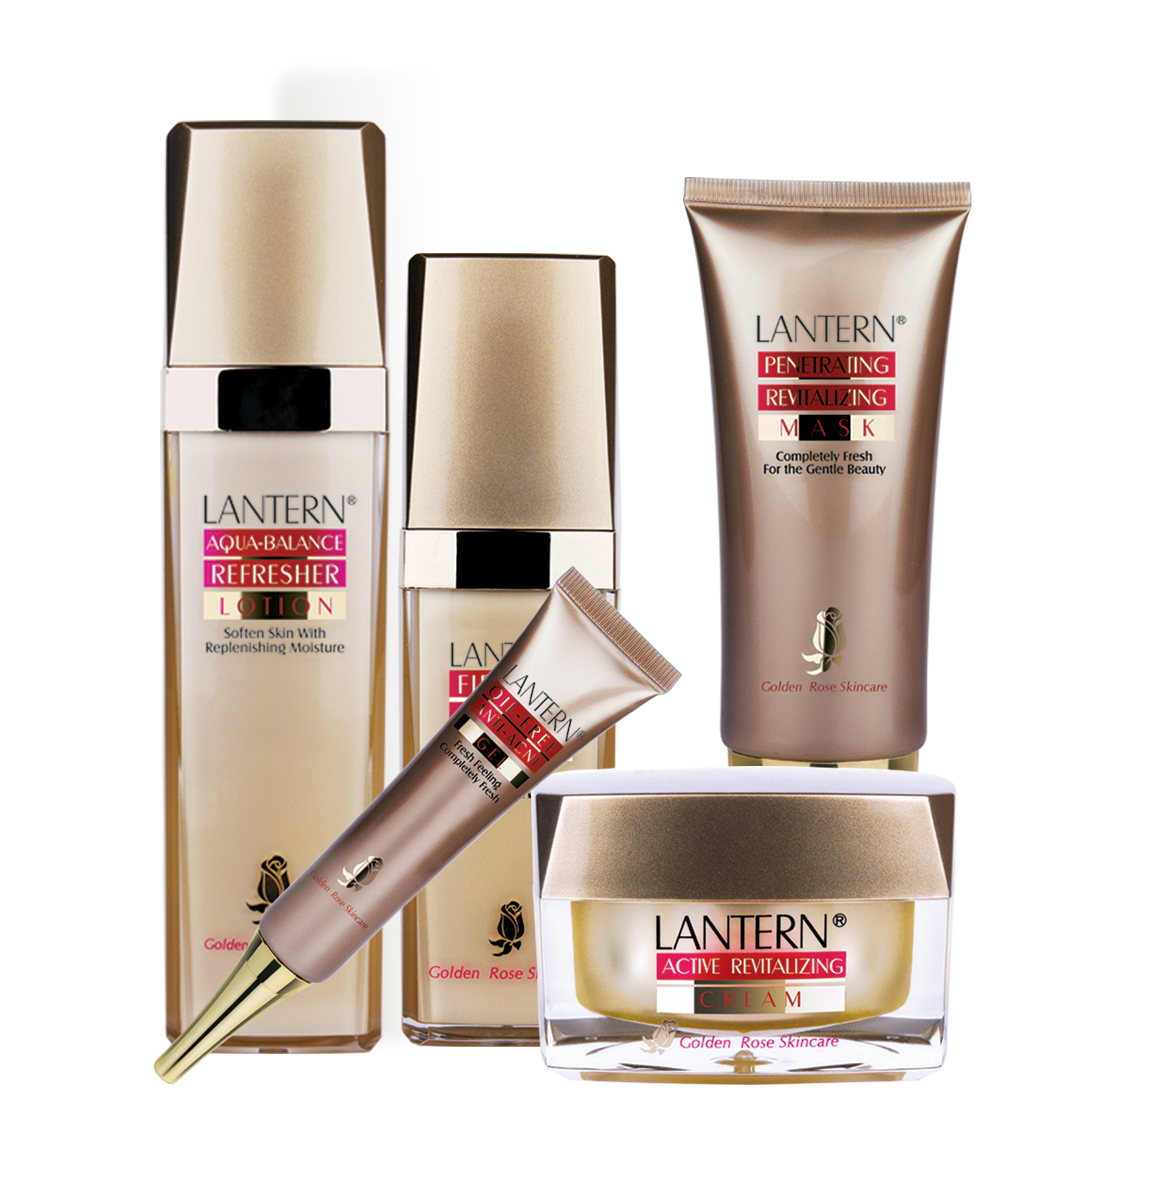 LANTERN®
AQUA-BALANCE
REFRESHER
LOTION
Soften Skin With
Replenishing Moisture
Golden
Golden Rose
LANTERN®
OIL-FREE
ANTI-ACNE
GEL
Fresh Feeling
Completely Fresh
Golden Rose Skincare
LANTERN®
PENETRATING
REVITALIZING
MASK
Completely Fresh
For the Gentle Beauty
Golden Rose Skincare
LANTERN®
ACTIVE REVITALIZING
CREAM
Golden Rose Skincare